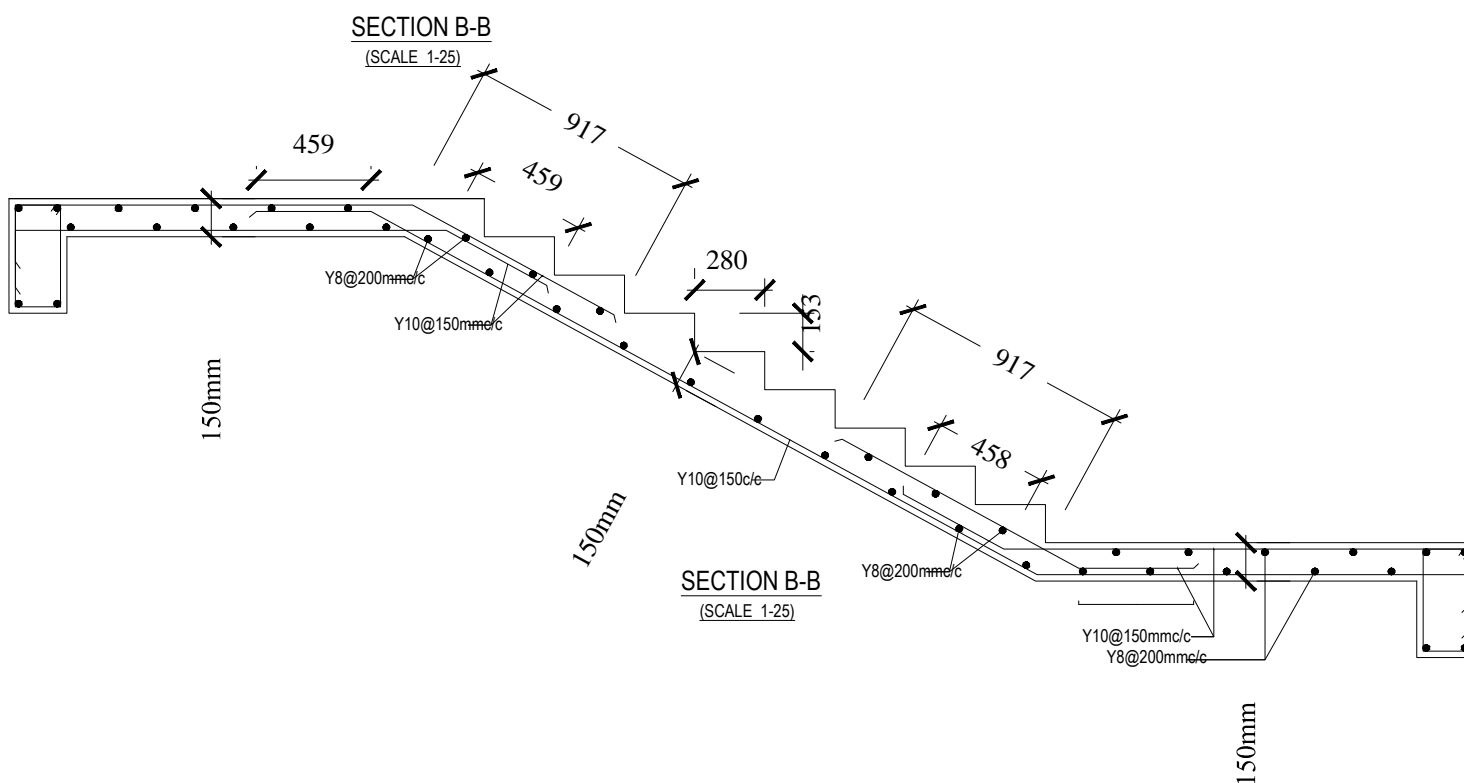 SECTION B-B
(SCALE 1-25)
917
459
459
280
153
Y8@200mmc/c
Y10@150mmc/c
150mm
917
458
Y10@150c/c
150mm
Y8@200mmc/c
SECTION B-B
(SCALE 1-25)
Y10@150mmc/c
Y8@200mmc/c
150mm